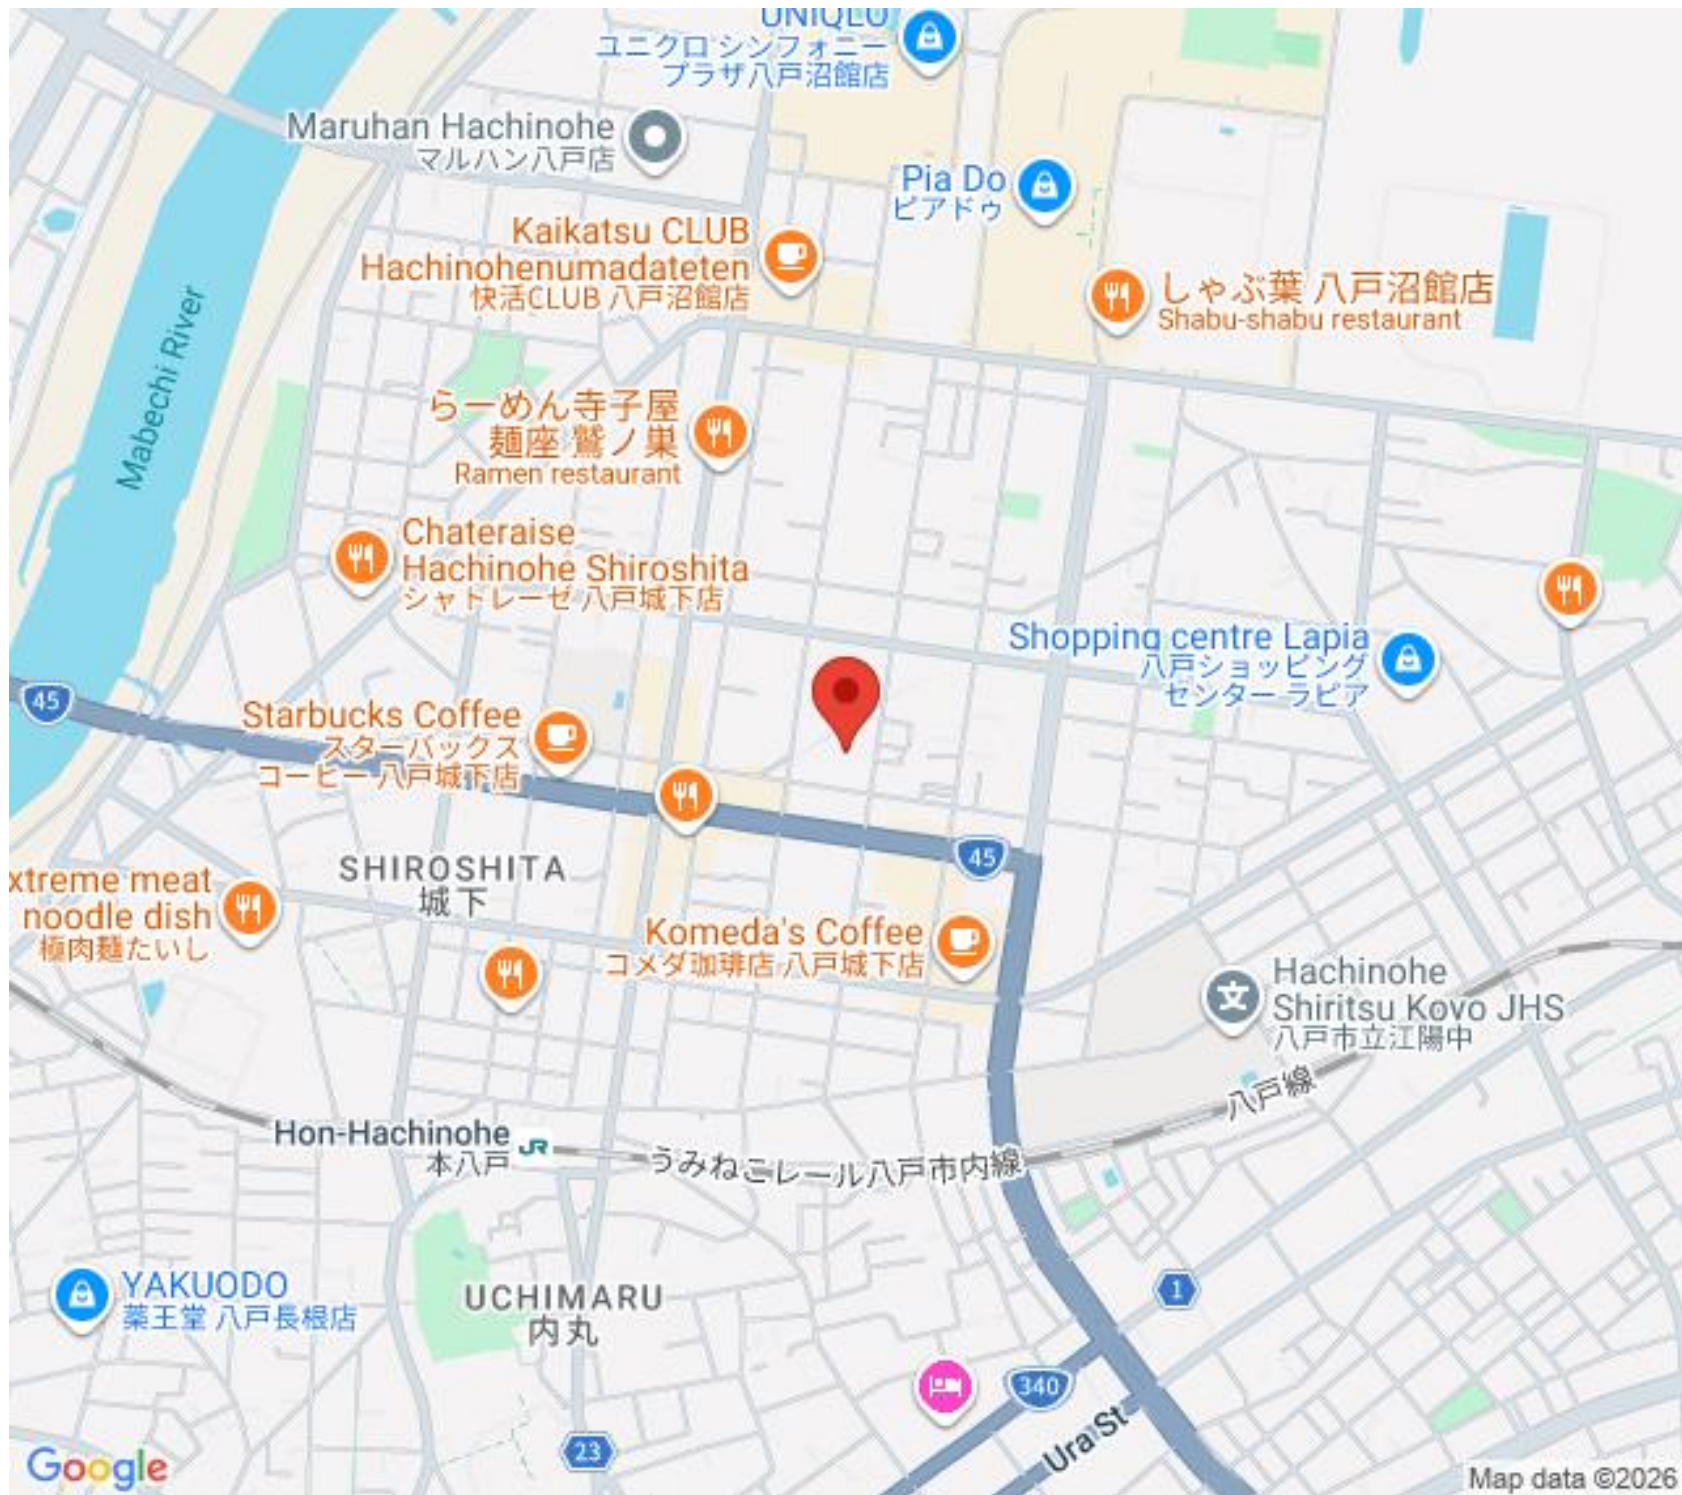 UNIQLO
ユニクロ シンフォニー
プラザ八戸沼館店
Maruhan Hachinohe
マルハン八戸店
Pia Do
ピアドゥ
Kaikatsu CLUB
Hachinohenumadateten
快活CLUB 八戸沼館店
しゃぶ葉 八戸沼館店
Shabu-shabu restaurant
Mabechi River
らーめん寺子屋
麺座 鷲ノ巣
Ramen restaurant
Chateraise
Hachinohe Shiroshita
シャトレーゼ 八戸城下店
Shopping centre Lapia
八戸ショッピング
センター ラピア
45
Starbucks Coffee
スターバックス
コーヒー 八戸城下店
45
SHIROSHITA
城下
xtreme meat
noodle dish
極肉麺たいし
Komeda's Coffee
コメダ珈琲店 八戸城下店
Hachinohe
Shiritsu Koyo JHS
八戸市立江陽中
八戸線
Hon-Hachinohe
本八戸
JR
うみねこレール八戸市内線
YAKUODO
薬王堂 八戸長根店
UCHIMARU
内丸
1
340
Ura St
23
Google
Map data ©2026